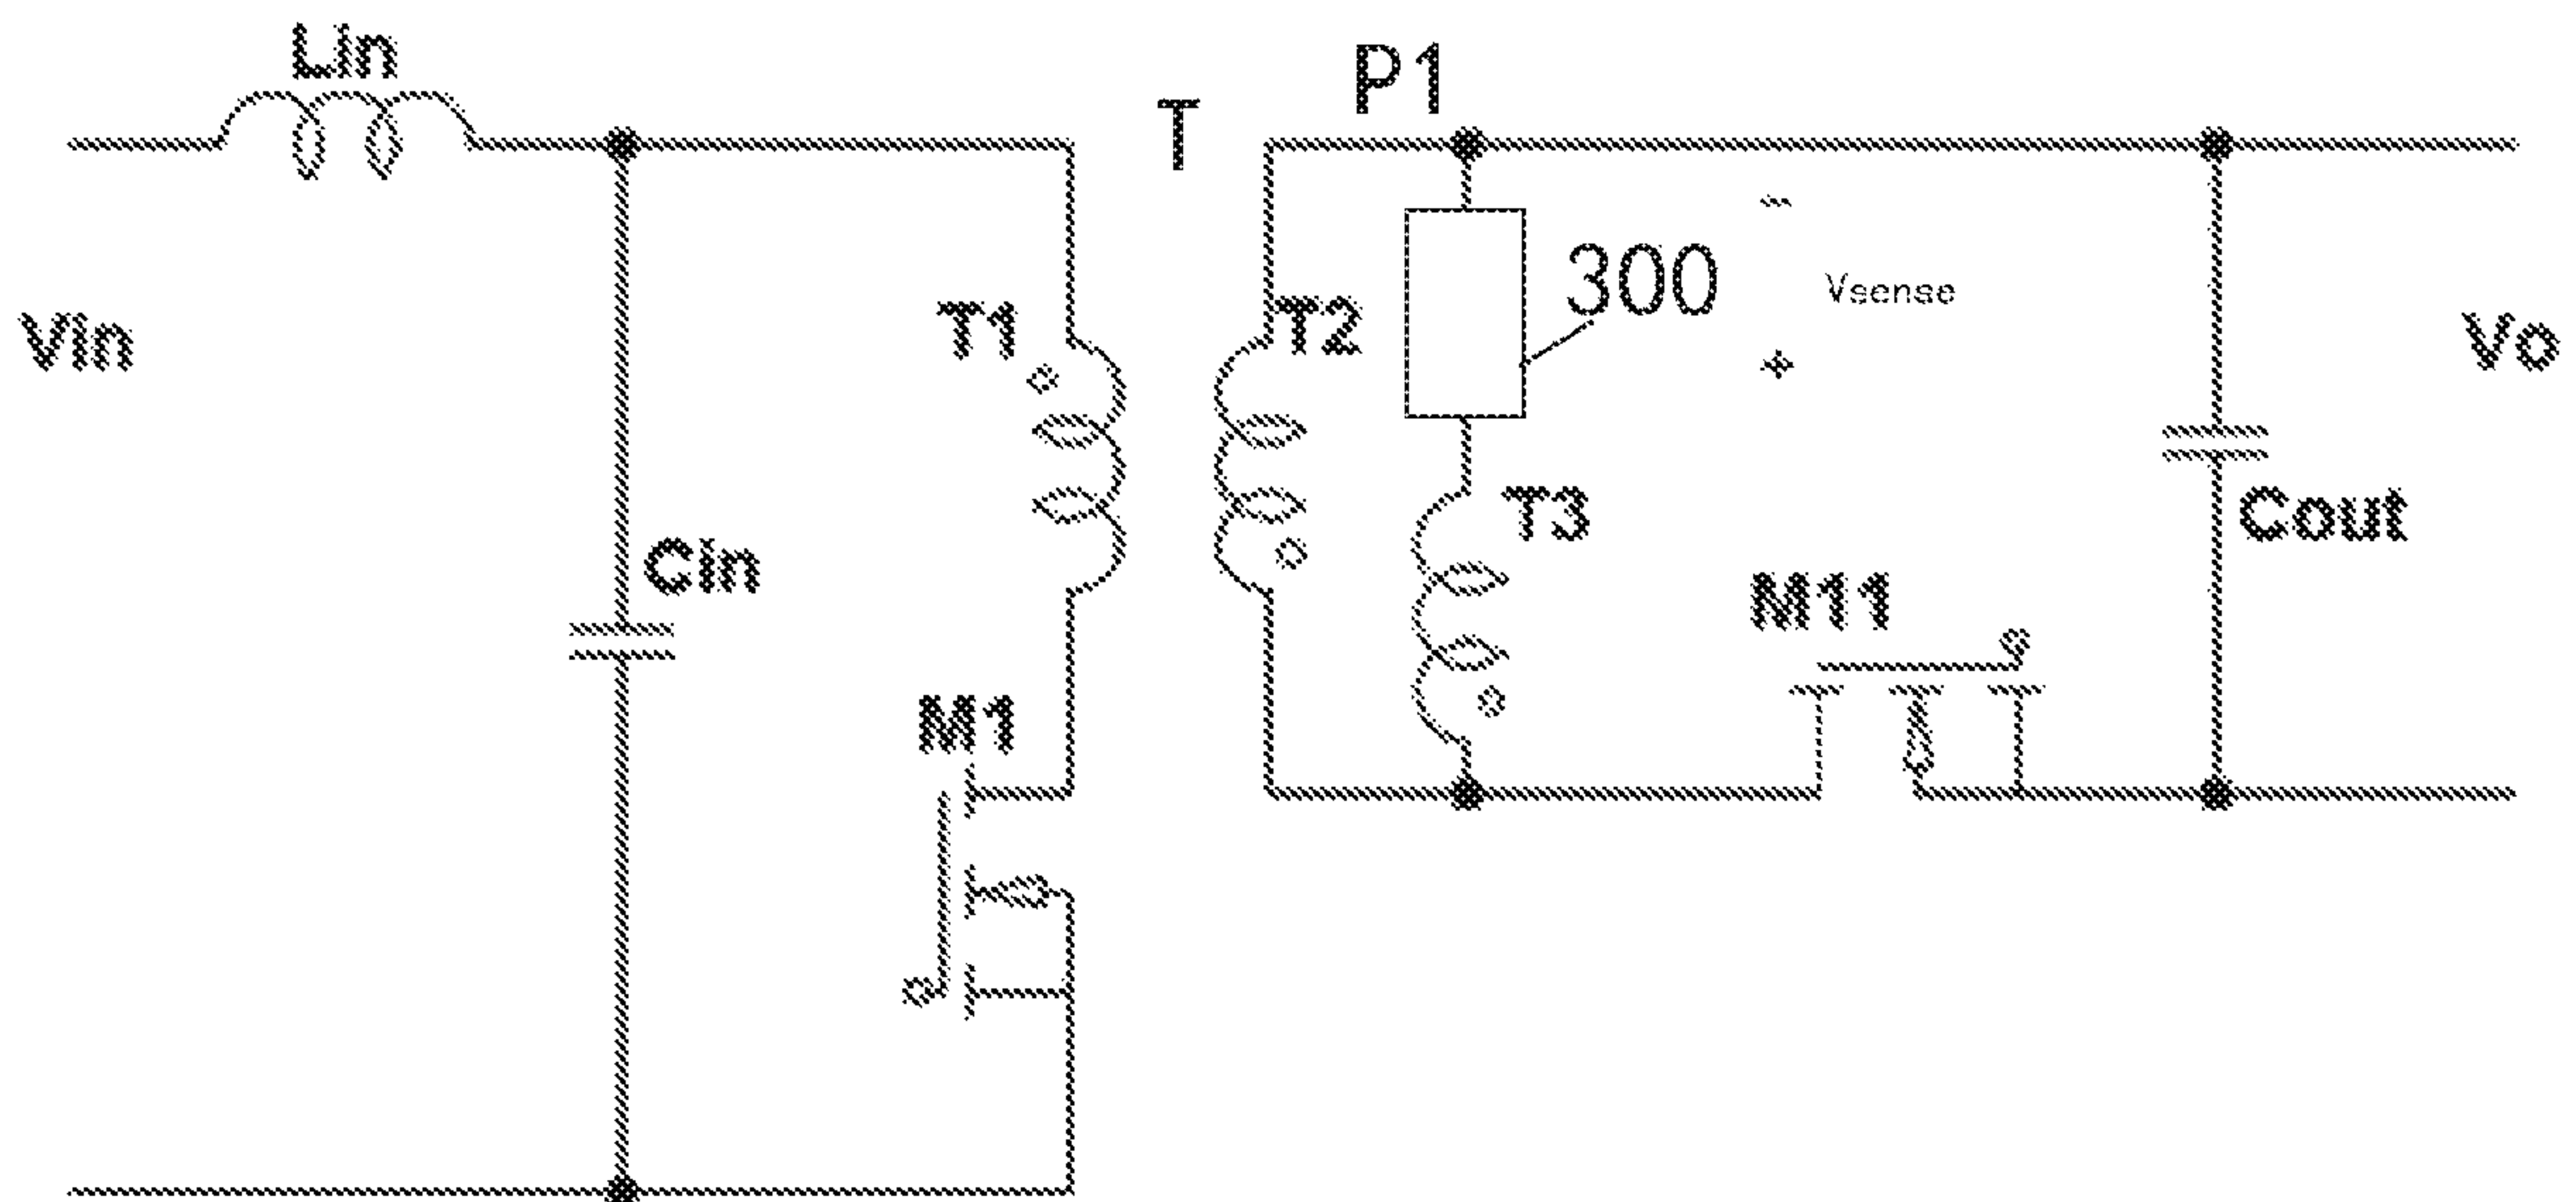 Lin
P1
T
300
Vsense
Vin
T1
T2
Vo
T3
Cout
Cin
M11
M1